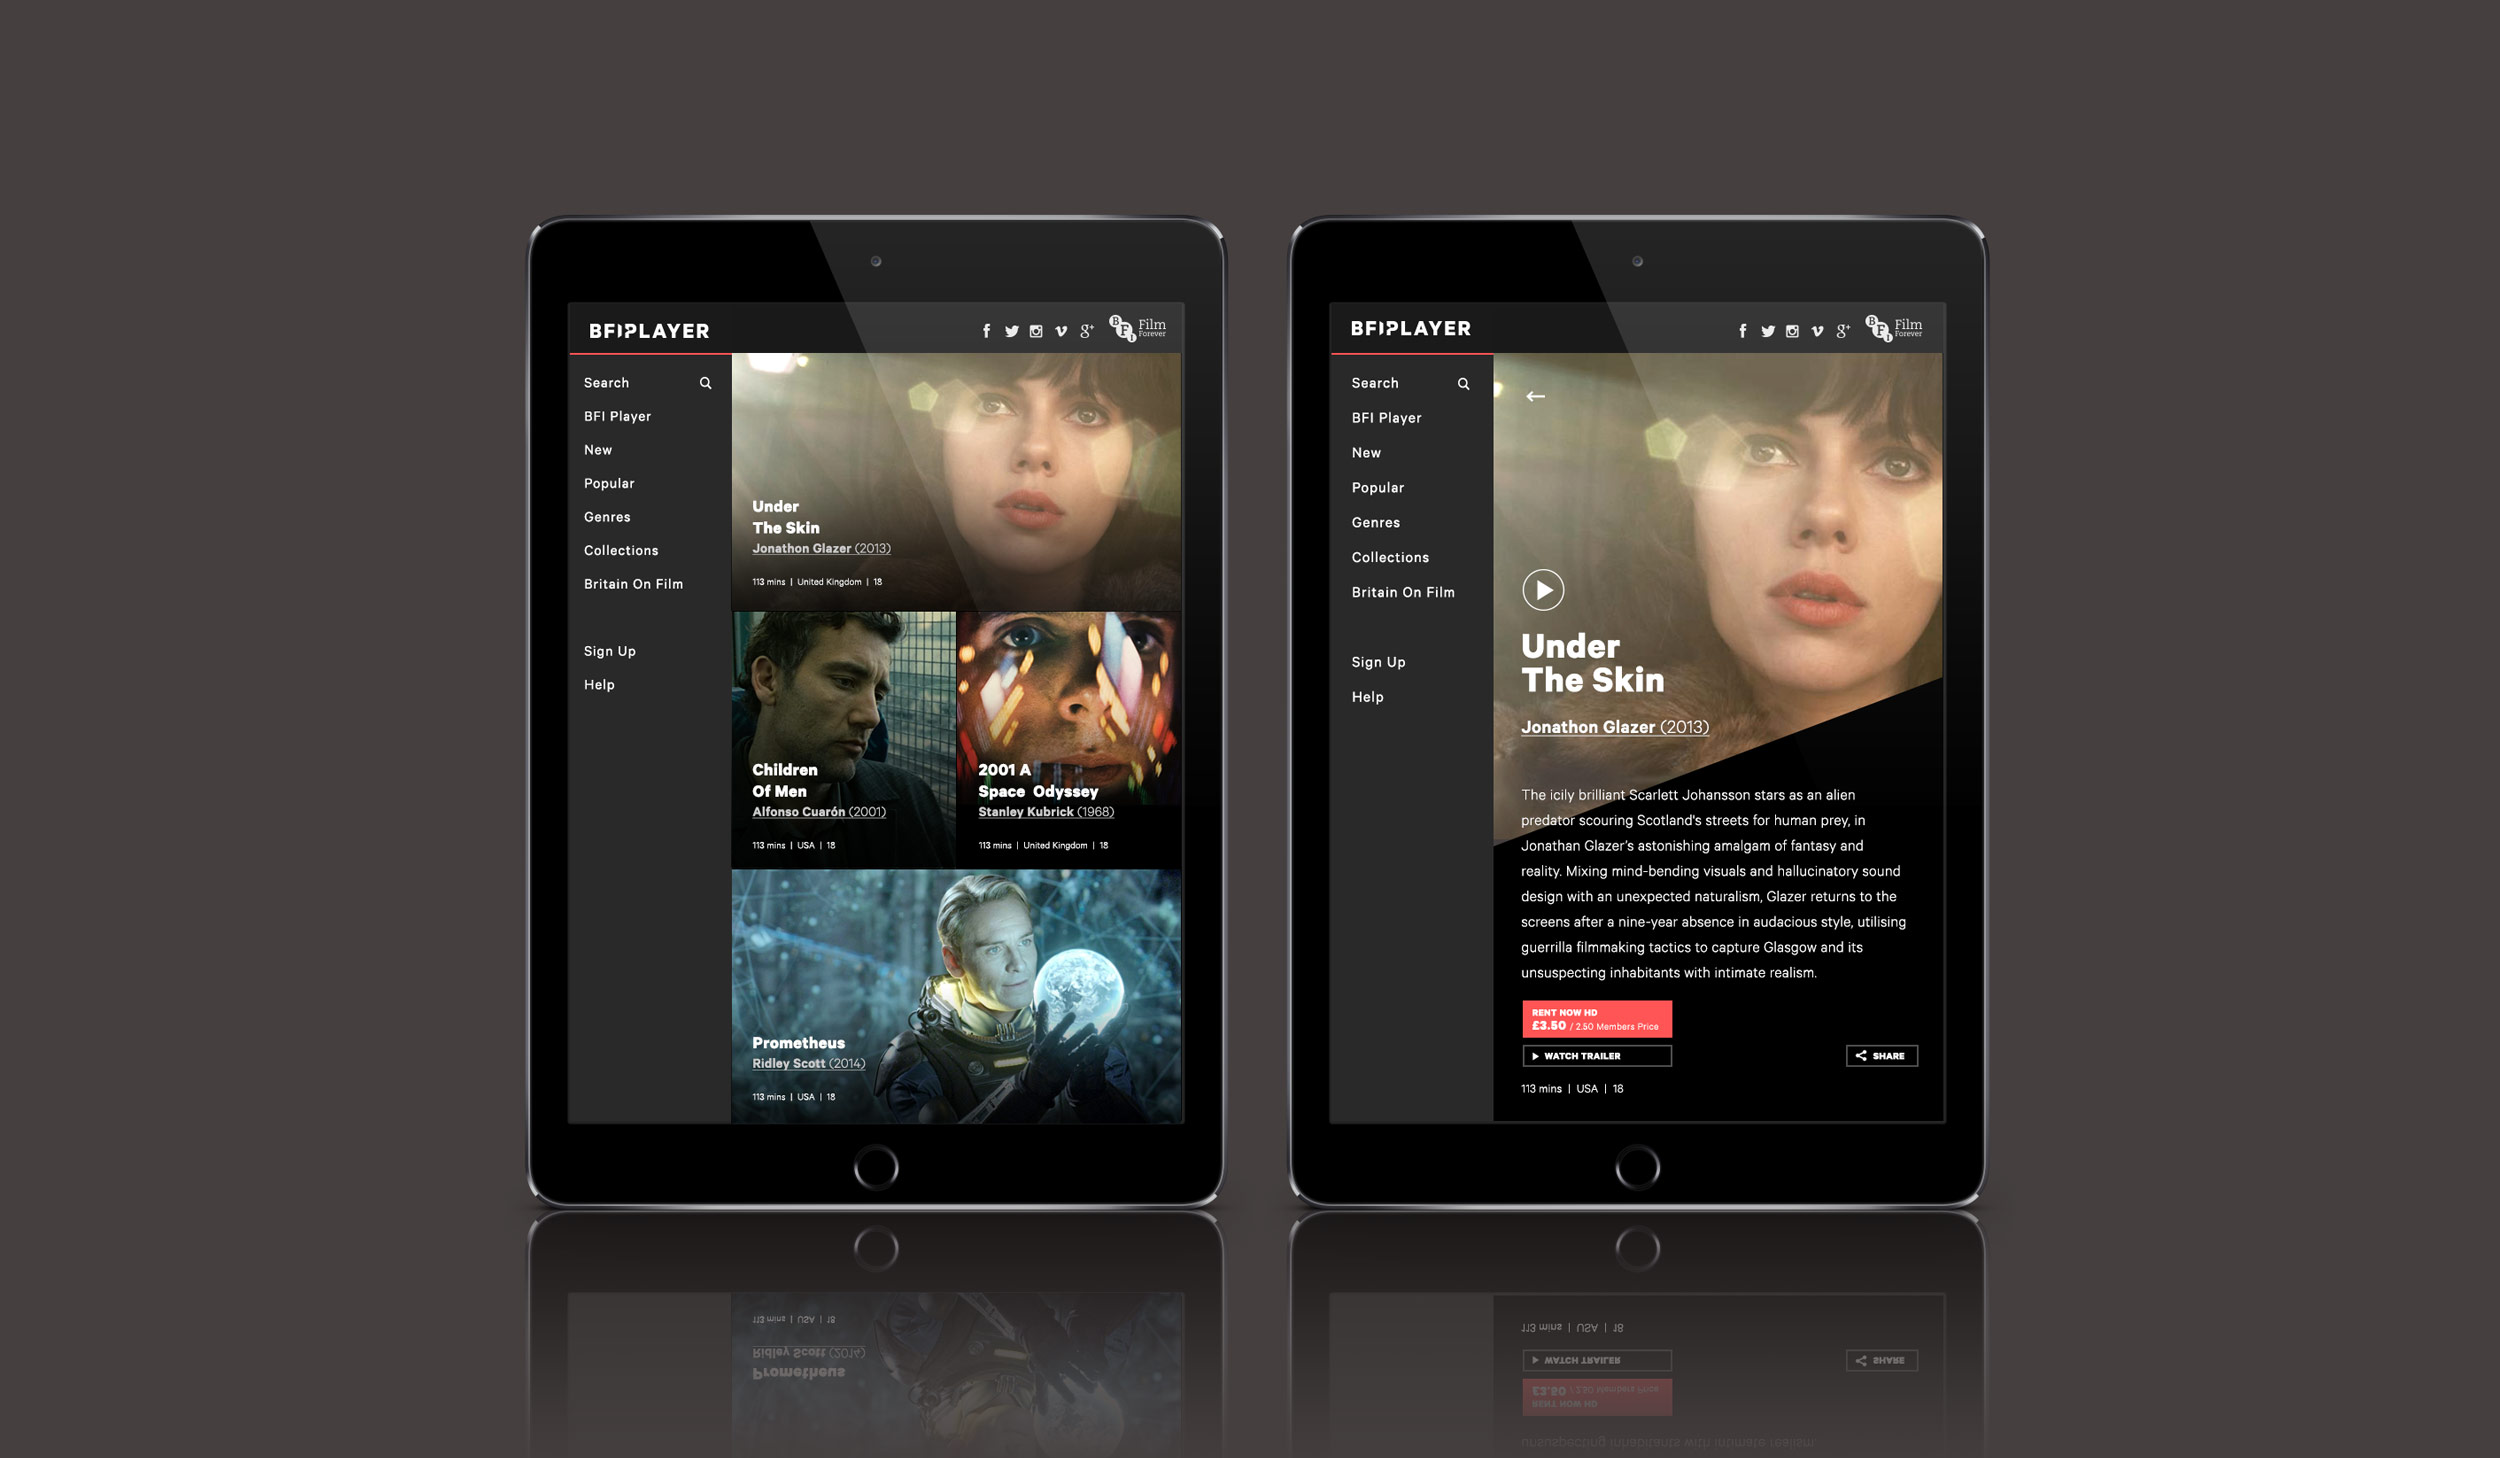 BFIPLAYER
f g+ BFI Film
Forever
Search
BFI Player
New
Popular
Genres
Collections
Britain On Film
Sign Up
Help
Under
The Skin
Jonathon Glazer (2013)
113 mins | United Kingdom | 18
Children
Of Men
Alfonso Cuarón (2001)
113 mins | USA | 18
2001 A
Space Odyssey
Stanley Kubrick (1968)
113 mins | United Kingdom | 18
Prometheus
Ridley Scott (2014)
113 mins | USA | 18
BFIPLAYER
f g+ BFI Film
Forever
Search
BFI Player
New
Popular
Genres
Collections
Britain On Film
Sign Up
Help
Under
The Skin
Jonathon Glazer (2013)
The icily brilliant Scarlett Johansson stars as an alien
predator scouring Scotland's streets for human prey, in
Jonathan Glazer's astonishing amalgam of fantasy and
reality. Mixing mind-bending visuals and hallucinatory sound
design with an unexpected naturalism, Glazer returns to the
screens after a nine-year absence in audacious style, utilising
guerrilla filmmaking tactics to capture Glasgow and its
unsuspecting inhabitants with intimate realism.
RENT NOW HD
£3.50 / 2.50 Members Price
WATCH TRAILER
SHARE
113 mins | USA | 18